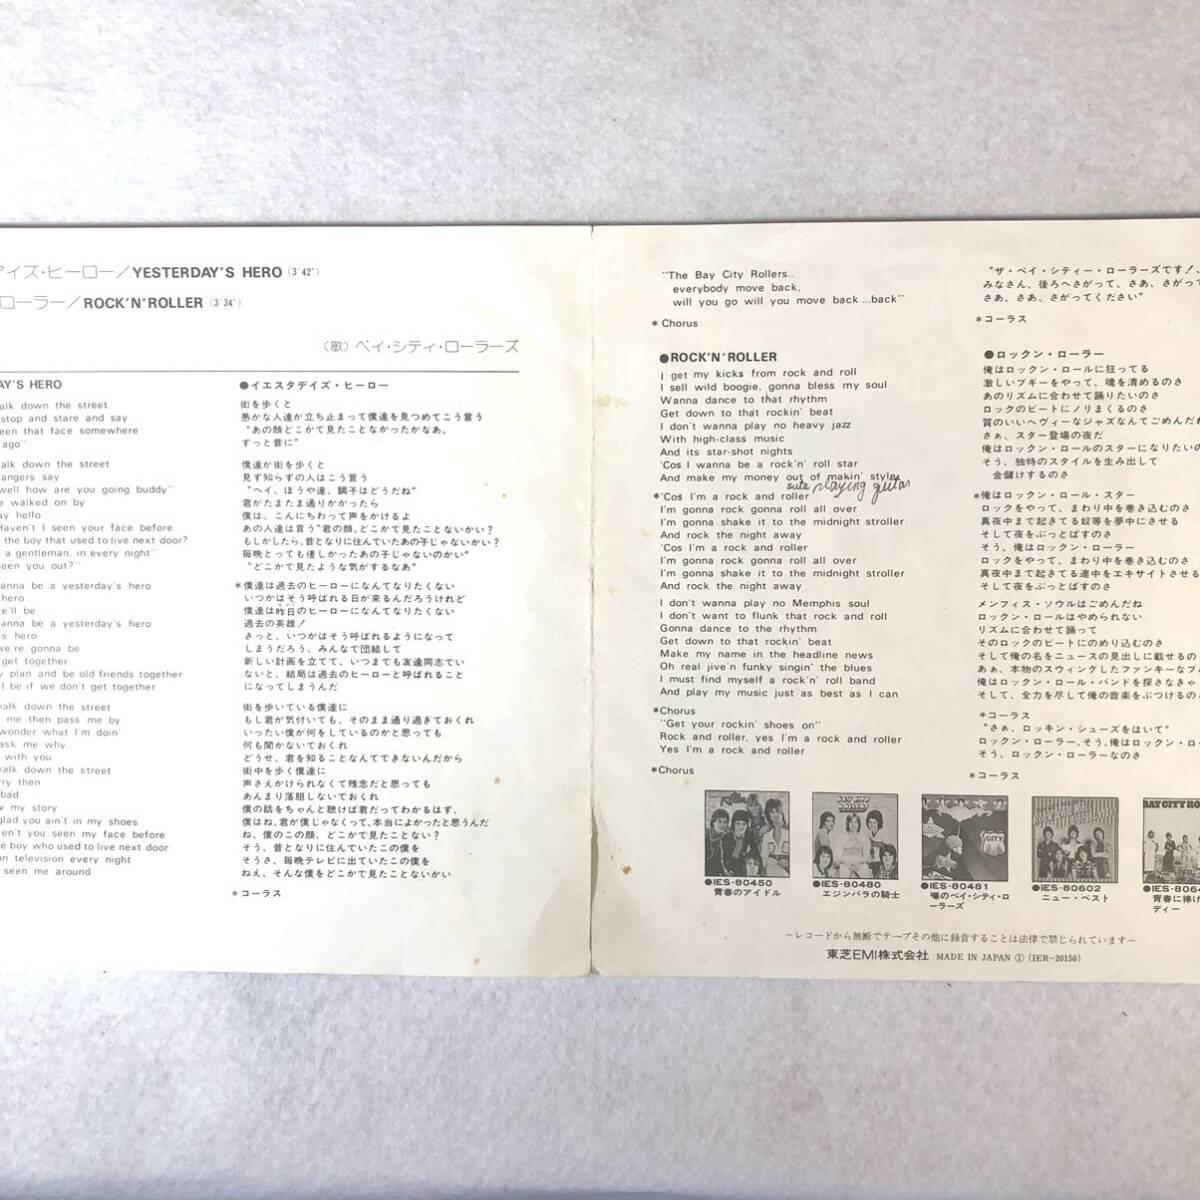 デイズ・ヒーロー／YESTERDAY'S HERO (3'42")
ローラー／ROCK'N'ROLLER (3'34")
（歌）ベイ・シティ・ローラーズ
AY'S HERO
alk down the street
stop and stare and say
een that face somewhere
ago"
alk down the street
angers say
well how are you going buddy"
e walked on by
ay hello
Haven't I seen your face before
the boy that used to live next door?
a gentleman, in every night"
seen you out?"
anna be a yesterday's hero
hero
e'll be
anna be a yesterday's hero
s hero
we're gonna be
get together
w plan and be old friends together
el be if we don't get together
walk down the street
me then pass me by
wonder what I'm doin'
ask me why
with you
walk down the street
rry then
bad
w my story
glad you ain't in my shoes
en't you seen my face before
e boy who used to live next door
on television every night
seen me around
●イエスタデイズ・ヒーロー
街を歩くと
愚かな人達が立ち止まって僕達を見つめてこう言う
"あの顔どこかで見たことなかったかなあ、
ずっと昔に"
僕達が街を歩くと
見ず知らずの人はこう言う
"ヘイ、ぼうや達、調子はどうだね"
君がたまたま通りかかったら
僕は、こんにちわって声をかけるよ
あの人達は言う"君の顔、どこかで見たことないかい？
もしかしたら、昔となりに住んでいたあの子じゃないかい？
毎晩とっても優しかったあの子じゃないのかい"
"どこかで見たような気がするなあ"
*僕達は過去のヒーローになんてなりたくない
いつかはそう呼ばれる日が来るんだろうけれど
僕達は昨日のヒーローになんてなりたくない
過去の英雄！
きっと、いつかはそう呼ばれるようになって
しまうだろう、みんなで団結して
新しい計画を立てて、いつまでも友達同志でい
ないと、結局は過去のヒーローと呼ばれること
になってしまうんだ
街を歩いている僕達に
もし君が気付いても、そのまま通り過ぎておくれ
いったい僕が何をしているのかと思っても
何も聞かないでおくれ
どうせ、君を知ることなんてできないんだから
街中を歩く僕達に
声さえかけられなくて残念だと思っても
あんまり落胆しないでおくれ
僕の話をちゃんと聴けば君だってわかるはず、
僕はね、君が僕じゃなくって、本当によかったと思うんだ
ね、僕のこの顔、どこかで見たことない？
そう、昔となりに住んでいたこの僕を
そうさ、毎晩テレビに出ていたこの僕を
ねえ、そんな僕をどこかで見たことないかい
*コーラス
"The Bay City Rollers..
everybody move back,
will you go will you move back ...back"
*Chorus
●ROCK'N'ROLLER
I get my kicks from rock and roll
I sell wild boogie, gonna bless my soul
Wanna dance to that rhythm
Get down to that rockin' beat
I don't wanna play no heavy jazz
With high-class music
And its star-shot nights
'Cos I wanna be a rock'n' roll star
And make my money out of makin' styles
playing guitar
*'Cos I'm a rock and roller
I'm gonna rock gonna roll all over
I'm gonna shake it to the midnight stroller
And rock the night away
'Cos I'm a rock and roller
I'm gonna rock gonna roll all over
I'm gonna shake it to the midnight stroller
And rock the night away
I don't wanna play no Memphis soul
I don't want to flunk that rock and roll
Gonna dance to the rhythm
Get down to that rockin' beat
Make my name in the headline news
Oh real jive'n funky singin' the blues
I must find myself a rock'n' roll band
And play my music just as best as I can
*Chorus
"Get your rockin' shoes on"
Rock and roller, yes I'm a rock and roller
Yes I'm a rock and roller
*Chorus
"ザ・ベイ・シティー・ローラーズです！、
みなさん、後ろへさがって、さあ、さがって
さあ、さあ、さがってください"
*コーラス
●ロックン・ローラー
俺はロックン・ロールに狂ってる
激しいブギーをやって、魂を清めるのさ
あのリズムに合わせて踊りたいのさ
ロックのビートにノリまくるのさ
質のいいヘヴィーなジャズなんてごめんだね
さぁ、スター登場の夜だ
俺はロックン・ロールのスターになりたいの
そう、独特のスタイルを生み出して
金儲けするのさ
*俺はロックン・ロール・スター
ロックをやって、まわり中を巻き込むのさ
真夜中まで起きてる奴等を夢中にさせる
そして夜をぶっとばすのさ
そう、俺はロックン・ローラー
ロックをやって、まわり中を巻き込むのさ
真夜中まで起きてる連中をエキサイトさせる
そして夜をぶっとばすのさ
メンフィス・ソウルはごめんだね
ロックン・ロールはやめられない
リズムに合わせて踊って
そのロックのビートにのめり込むのさ
そして俺の名をニュースの見出しに載せるの
あぁ、本物のスウィングしたファンキーなブル
俺はロックン・ロール・バンドを探さなきゃ
そして、全力を尽して俺の音楽をぶつけるの
*コーラス
"さぁ、ロッキン・シューズをはいて"
ロックン・ローラー、そう、俺はロックン・ロ
そう、ロックン・ローラーなのさ
*コーラス
●IES-80450
青春のアイドル
●IES-80480
エジンバラの騎士
CITY
●IES-80481
噂のベイ・シティ・ロ
ーラーズ
●IES-80602
ニュー・ベスト
BAY CITY RO
●IES-806
青春に捧げ
ディー
－レコードから無断でテープその他に録音することは法律で禁じられています－
東芝EMI株式会社 MADE IN JAPAN ① (IER-20150)